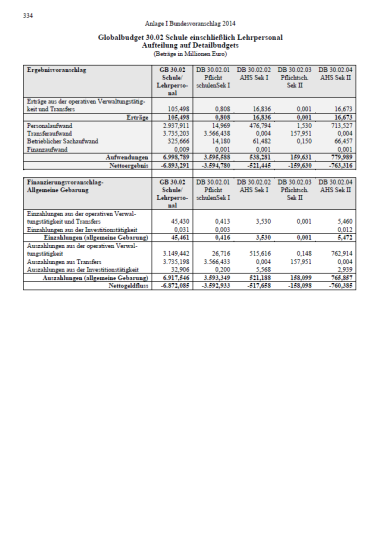 334
Anlage I Bundesvoranschlag 2014
Globalbudget 30.02 Schule einschließlich Lehrpersonal
Aufteilung auf Detailbudgets
(Beträge in Millionen Euro)
Ergebnisvoranschlag GB 30.02 DB 30.02.01 DB 30.02.02 DB 30.02.03 DB 30.02.04
Schule/ Pflicht AHS Sek I Pflichtsch. AHS Sek II
Lehrperso- schulenSek I Sek II
nal
Erträge aus der operativen Verwaltungstätig-
keit und Transfers 105,498 0,808 16,836 0,001 16,673
Erträge 105,498 0,808 16,836 0,001 16,673
Personalaufwand 2.937,911 14,969 476,794 1,530 713,527
Transferaufwand 3.735,203 3.566,438 0,004 157,951 0,004
Betrieblicher Sachaufwand 325,666 14,180 61,482 0,150 66,457
Finanzaufwand 0,009 0,001 0,001 0,001
Aufwendungen 6.998,789 3.595,588 538,281 159,631 779,989
Nettoergebnis -6.893,291 -3.594,780 -521,445 -159,630 -763,316
Finanzierungsvoranschlag- GB 30.02 DB 30.02.01 DB 30.02.02 DB 30.02.03 DB 30.02.04
Allgemeine Gebarung Schule/ Pflicht AHS Sek I Pflichtsch. AHS Sek II
Lehrperso- schulenSek I Sek II
nal
Einzahlungen aus der operativen Verwal-
tungstätigkeit und Transfers 45,430 0,413 3,530 0,001 5,460
Einzahlungen aus der Investitionstätigkeit 0,031 0,003 0,012
Einzahlungen (allgemeine Gebarung) 45,461 0,416 3,530 0,001 5,472
Auszahlungen aus der operativen Verwal-
tungstätigkeit 3.149,442 26,716 515,616 0,148 762,914
Auszahlungen aus Transfers 3.735,198 3.566,433 0,004 157,951 0,004
Auszahlungen aus der Investitionstätigkeit 32,906 0,200 5,568 2,939
Auszahlungen (allgemeine Gebarung) 6.917,546 3.593,349 521,188 158,099 765,857
Nettogeldfluss -6.872,085 -3.592,933 -517,658 -158,098 -760,385